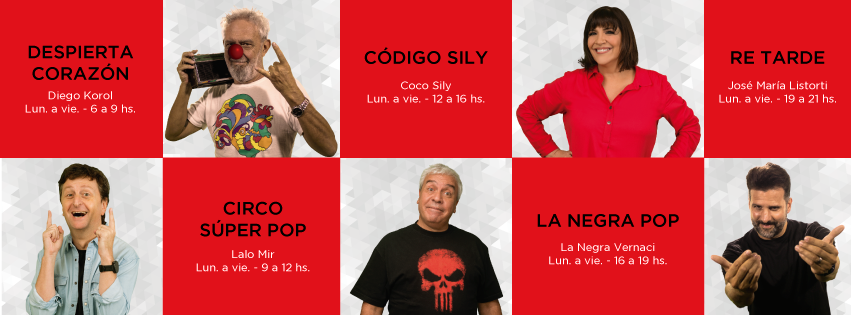 DESPIERTA
CORAZÓN
Diego Korol
Lun. a vie. - 6 a 9 hs.
CÓDIGO SILY
Coco Sily
Lun. a vie. - 12 a 16 hs.
RE TARDE
José María Listorti
Lun. a vie. - 19 a 21 hs.
CIRCO
SÚPER POP
Lalo Mir
Lun. a vie. - 9 a 12 hs.
LA NEGRA POP
La Negra Vernaci
Lun. a vie. - 16 a 19 hs.